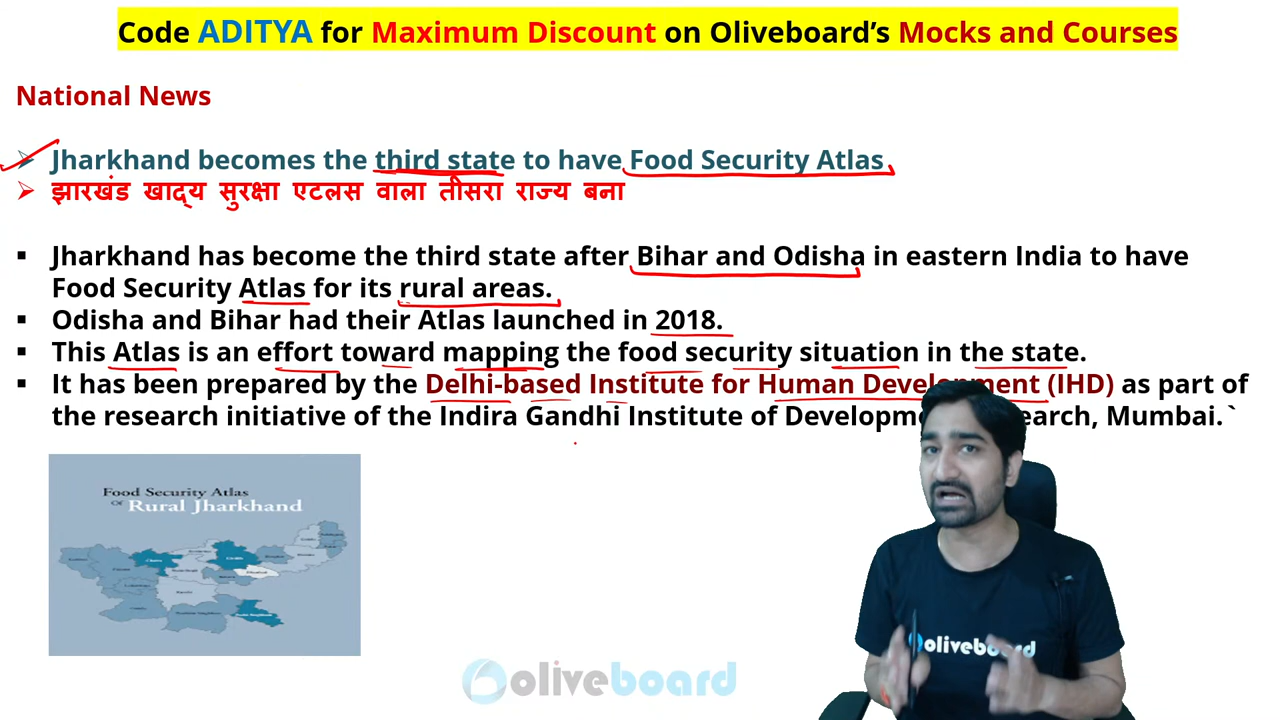 Code ADITYA for Maximum Discount on Oliveboard’s Mocks and Courses
National News
Jharkhand becomes the third state to have Food Security Atlas
झारखंड खाद्य सुरक्षा एटलस वाला तीसरा राज्य बना
Jharkhand has become the third state after Bihar and Odisha in eastern India to have
Food Security Atlas for its rural areas.
Odisha and Bihar had their Atlas launched in 2018.
This Atlas is an effort toward mapping the food security situation in the state.
It has been prepared by the Delhi-based Institute for Human Development (IHD) as part of
the research initiative of the Indira Gandhi Institute of Mumbai. `
Food Security Atlas
Of Rural Jharkhand
oliveboard
oliveboard